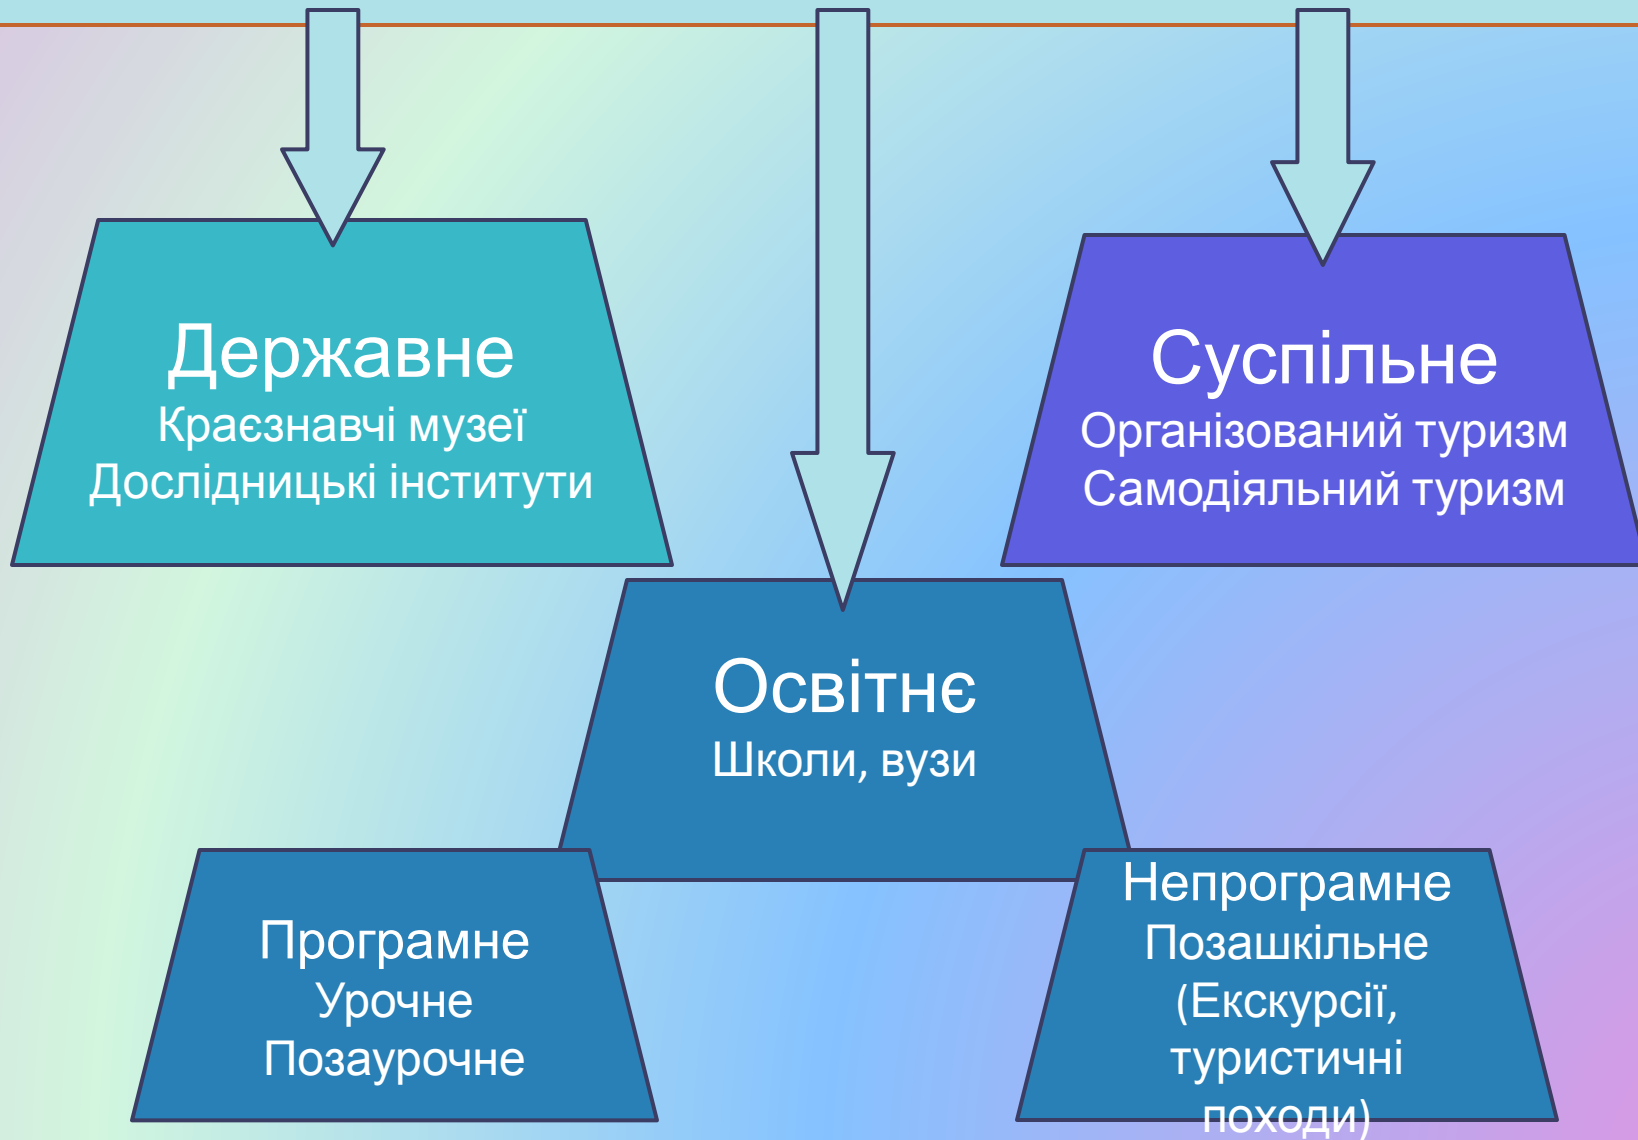 Державне
Краєзнавчі музеї
Дослідницькі інститути
Суспільне
Організований туризм
Самодіяльний туризм
Освітнє
Школи, вузи
Програмне
Урочне
Позаурочне
Непрограмне
Позашкільне
(Екскурсії,
туристичні
походи)